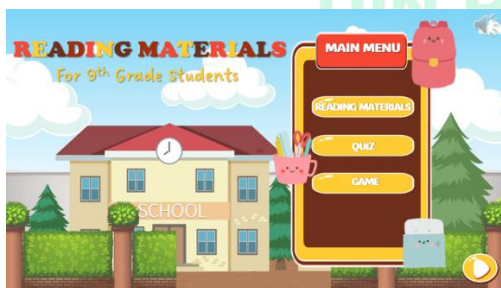 READING MATERIALS
For 9th Grade Students
MAIN MENU
READING MATERIALS
QUIZ
GAME
SCHOOL